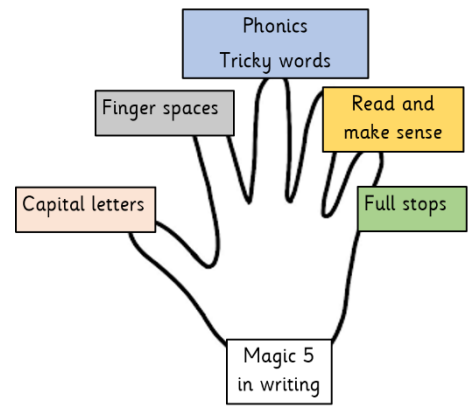 Phonics
Tricky words
Finger spaces
Read and
make sense
Capital letters
Full stops
Magic 5
in writing